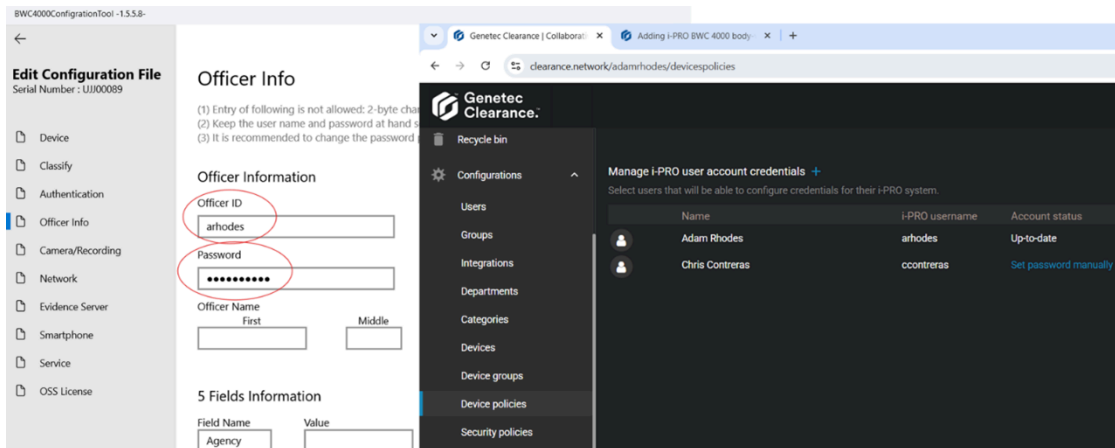 BWC4000ConfigrationTool -1.5.5.8-
Edit Configuration File
Serial Number : UJJ00089
Device
Classify
Authentication
Officer Info
Camera/Recording
Network
Evidence Server
Smartphone
Service
OSS License
Officer Info
(1) Entry of following is not allowed: 2-byte
(2) Keep the user name and password at hand
(3) It is recommended to change the password
Officer Information
Officer ID
arhodes
Password
Officer Name
First Middle
5 Fields Information
Field Name Value
Agency
Genetec Clearance | Collaborati
Adding i-PRO BWC 4000 body-
clearance.network/adamrhodes/devicespolicies
Genetec
Clearance.
Recycle bin
Configurations
Users
Groups
Integrations
Departments
Categories
Devices
Device groups
Device policies
Security policies
Manage i-PRO user account credentials +
Select users that will be able to configure credentials for their i-PRO system.
Name i-PRO username Account status
Adam Rhodes arhodes Up-to-date
Chris Contreras ccontreras Set password manually